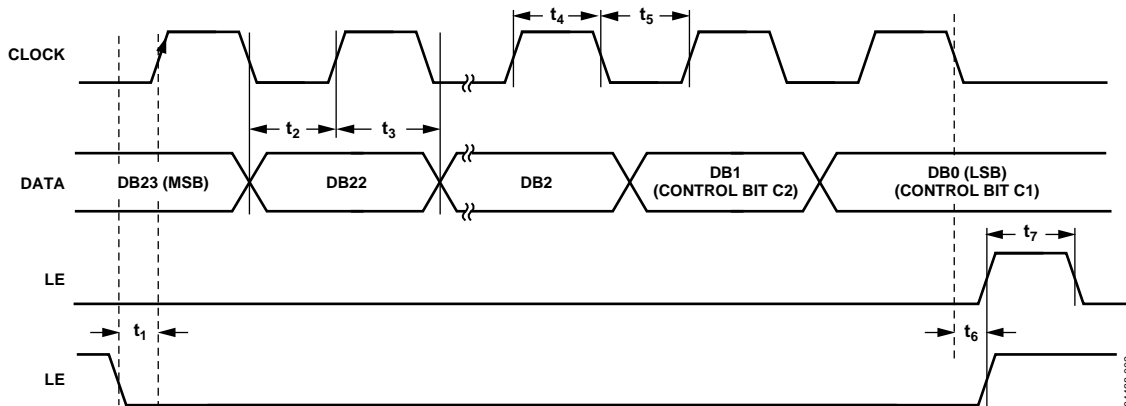 t4 t5
CLOCK
t2 t3
DATA DB23 (MSB) DB22 DB2 DB1 (CONTROL BIT C2) DB0 (LSB) (CONTROL BIT C1)
t7
LE
t1 t6
LE